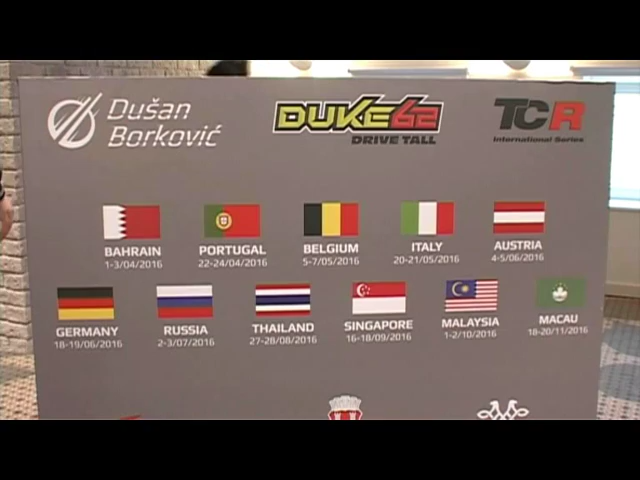 Dušan
Borković
DUKE62
DRIVE TALL
TCR
International Series
BAHRAIN
1-3/04/2016
PORTUGAL
22-24/04/2016
BELGIUM
5-7/05/2016
ITALY
20-21/05/2016
AUSTRIA
4-5/06/2016
GERMANY
18-19/06/2016
RUSSIA
2-3/07/2016
THAILAND
27-28/08/2016
SINGAPORE
16-18/09/2016
MALAYSIA
1-2/10/2016
MACAU
18-20/11/2016